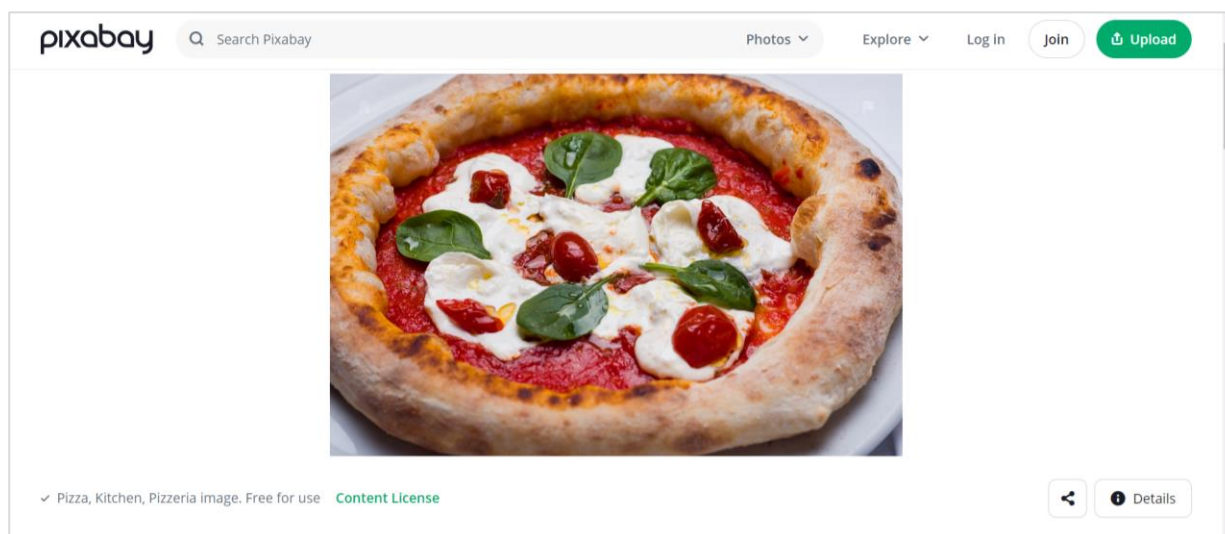 pixabay Search Pixabay Photos Explore Log in Join Upload
Pizza, Kitchen, Pizzeria image. Free for use Content License Details